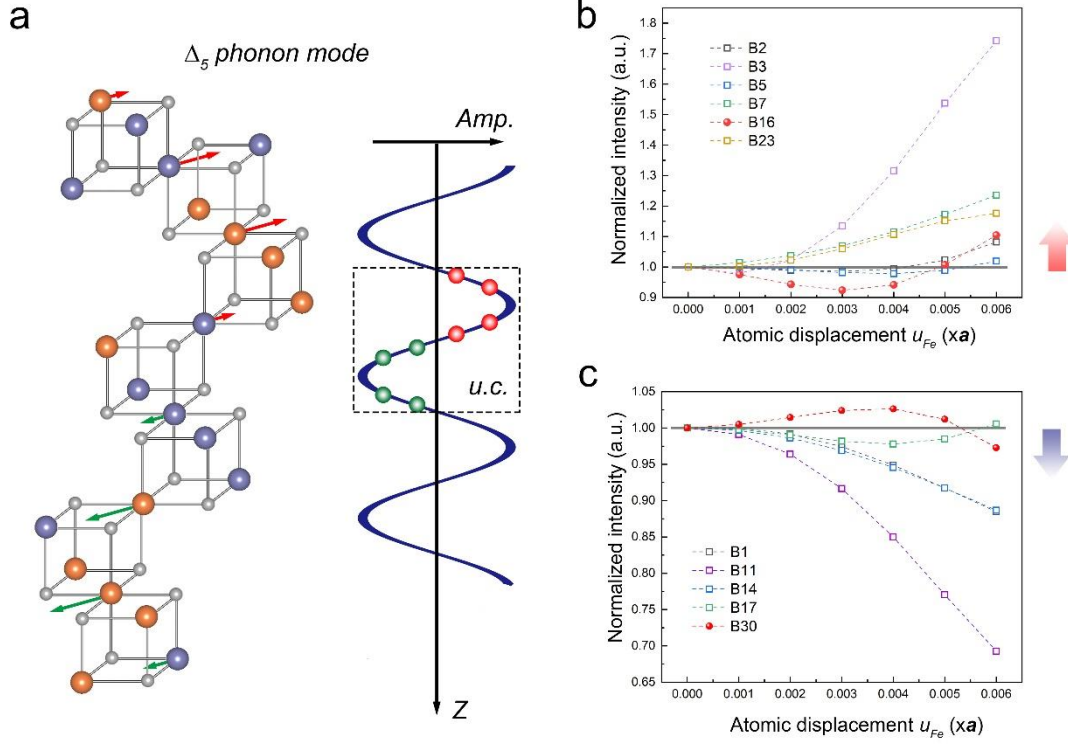 a
Δ₅ phonon mode
Amp.
u.c.
Z
b
Normalized intensity (a.u.)
1.8
1.7
1.6
1.5
1.4
1.3
1.2
1.1
1.0
0.9
B2
B3
B5
B7
B16
B23
0.000 0.001 0.002 0.003 0.004 0.005 0.006
Atomic displacement u_Fe (xa)
c
Normalized intensity (a.u.)
1.05
1.00
0.95
0.90
0.85
0.80
0.75
0.70
0.65
B1
B11
B14
B17
B30
0.000 0.001 0.002 0.003 0.004 0.005 0.006
Atomic displacement u_Fe (xa)